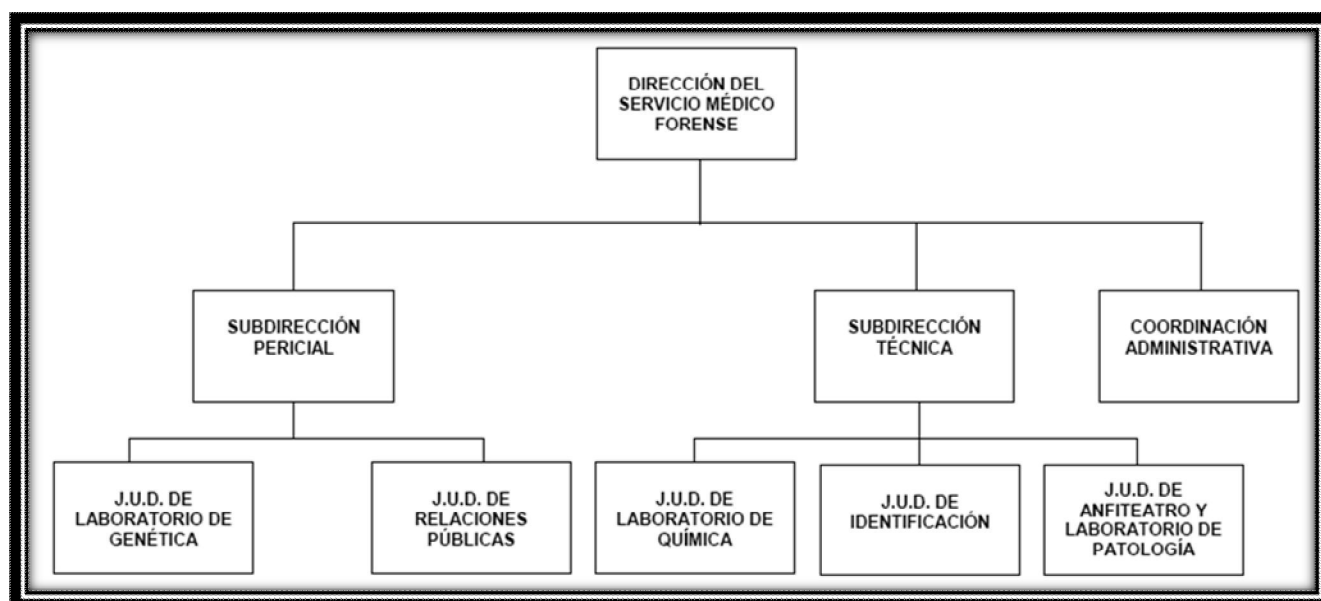 DIRECCIÓN DEL
SERVICIO MÉDICO
FORENSE
SUBDIRECCIÓN
PERICIAL
SUBDIRECCIÓN
TÉCNICA
COORDINACIÓN
ADMINISTRATIVA
J.U.D. DE
LABORATORIO DE
GENÉTICA
J.U.D. DE
RELACIONES
PÚBLICAS
J.U.D. DE
LABORATORIO DE
QUÍMICA
J.U.D. DE
IDENTIFICACIÓN
J.U.D. DE
ANFITEATRO Y
LABORATORIO DE
PATOLOGÍA